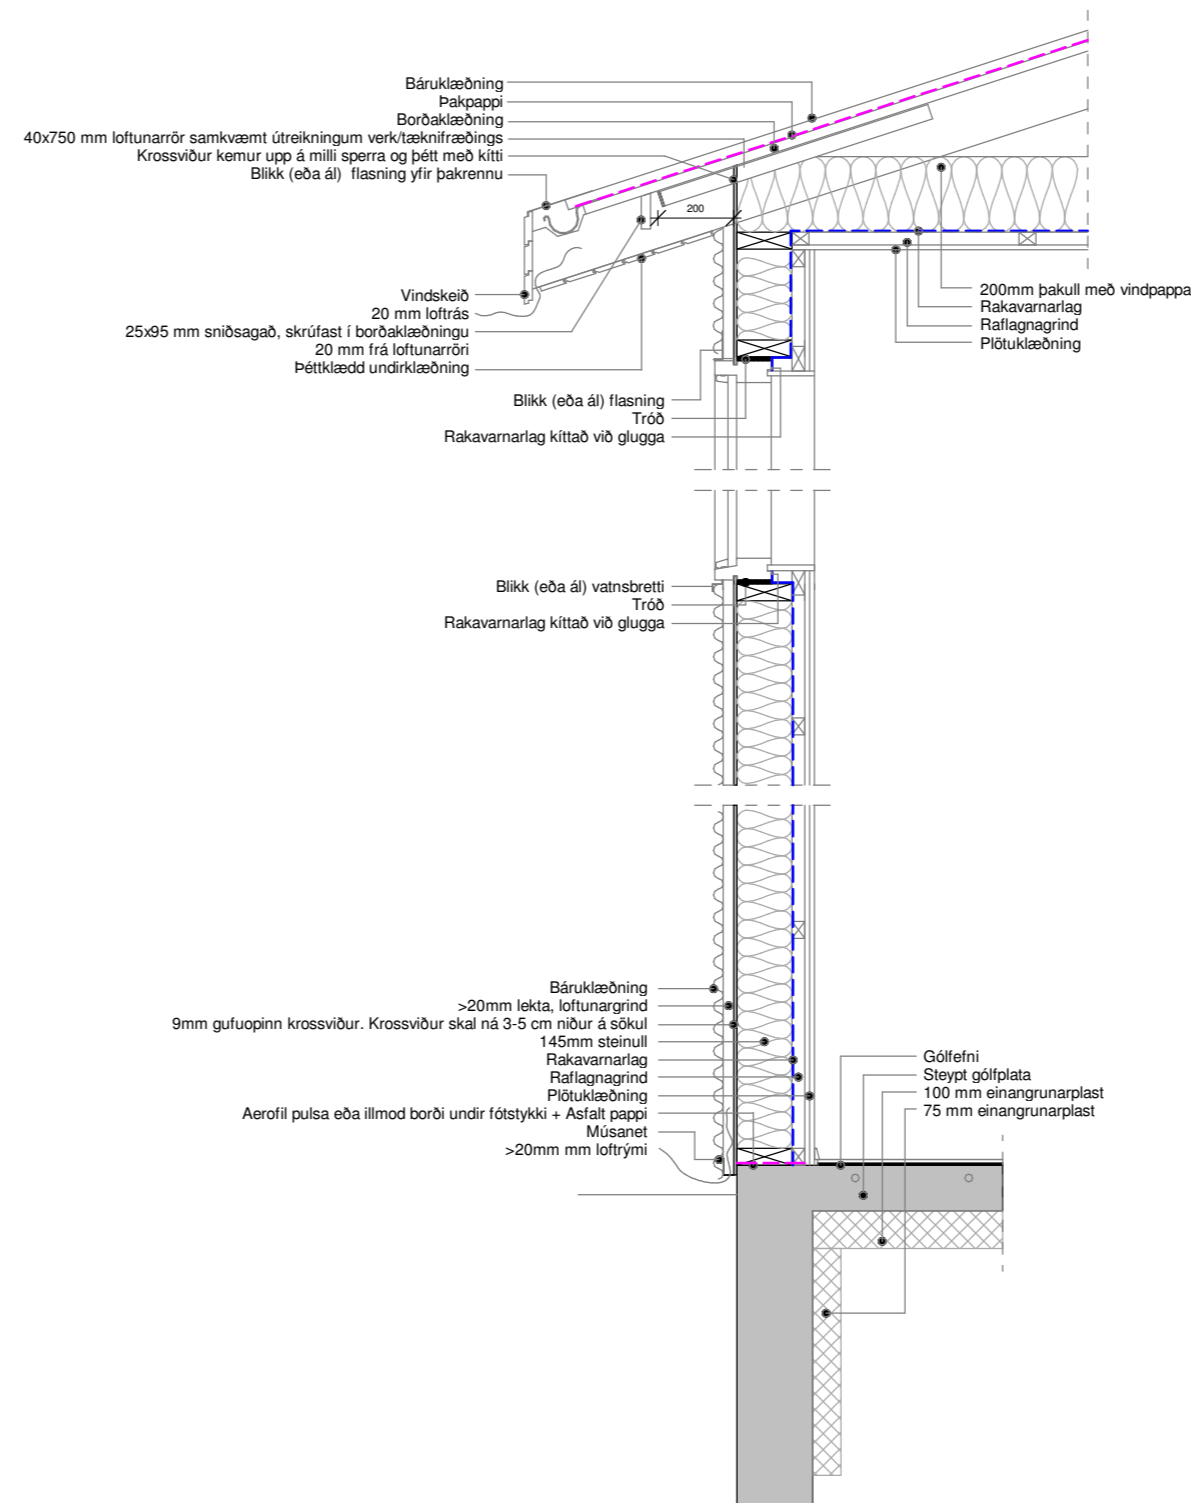 Báruklæðning
Þakpappi
Borðaklæðning
40x750 mm loftunarrör samkvæmt útreikningum verk/tæknifræðings
Krossviður kemur upp á milli sperra og þétt með kítti
Blikk (eða ál) flasning yfir þakrennu
200
Vindskeið
20 mm loftrás
25x95 mm sniðsagað, skrúfast í borðaklæðningu
20 mm frá loftunarröri
Þéttklædd undirklæðning
200mm þakull með vindpappa
Rakavarnarlag
Raflagnagrind
Plötuklæðning
Blikk (eða ál) flasning
Tróð
Rakavarnarlag kíttað við glugga
Blikk (eða ál) vatnsbretti
Tróð
Rakavarnarlag kíttað við glugga
Báruklæðning
>20mm lekta, loftunargrind
9mm gufuopinn krossviður. Krossviður skal ná 3-5 cm niður á sökul
145mm steinull
Rakavarnarlag
Raflagnagrind
Plötuklæðning
Aerofil pulsa eða illmod borði undir fótstykki + Asfalt pappi
Músanet
>20mm mm loftrými
Gólfefni
Steypt gólfplata
100 mm einangrunarplast
75 mm einangrunarplast